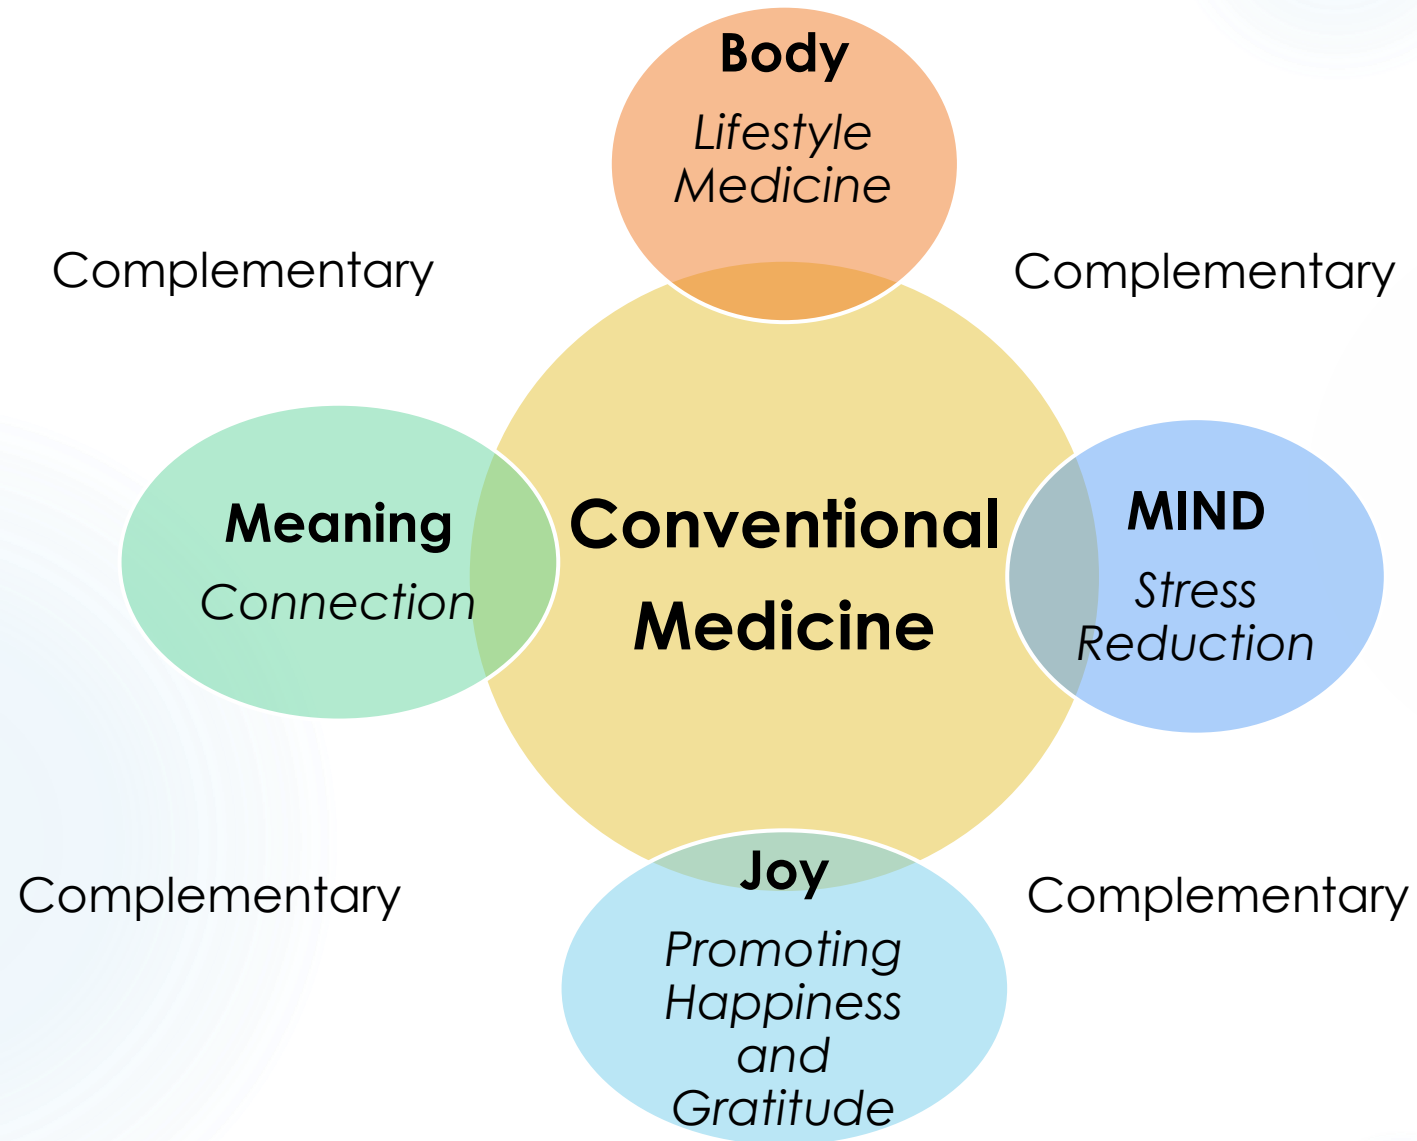 Body
Lifestyle
Medicine
Complementary
Complementary
Meaning
Connection
Conventional
Medicine
MIND
Stress
Reduction
Complementary
Complementary
Joy
Promoting
Happiness
and
Gratitude